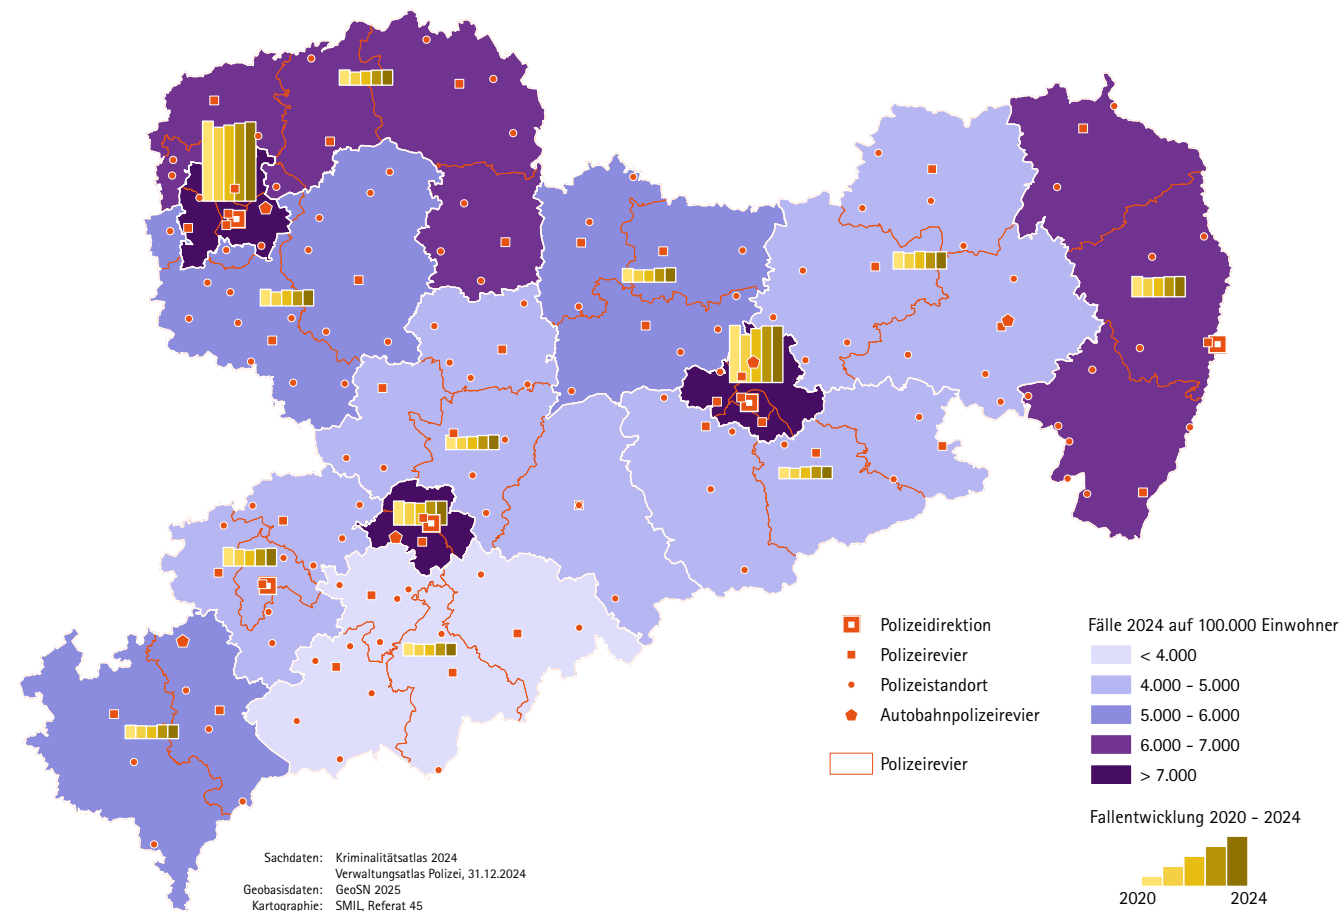 Polizeidirektion
Polizeirevier
Polizeistandort
Autobahnpolizeirevier
Polizeirevier
Fälle 2024 auf 100.000 Einwohner
< 4.000
4.000 - 5.000
5.000 - 6.000
6.000 - 7.000
> 7.000
Fallentwicklung 2020 - 2024
2020 2024
Sachdaten: Kriminalitätsatlas 2024
Verwaltungsatlas Polizei, 31.12.2024
Geobasisdaten: GeoSN 2025
Kartographie: SMIL, Referat 45